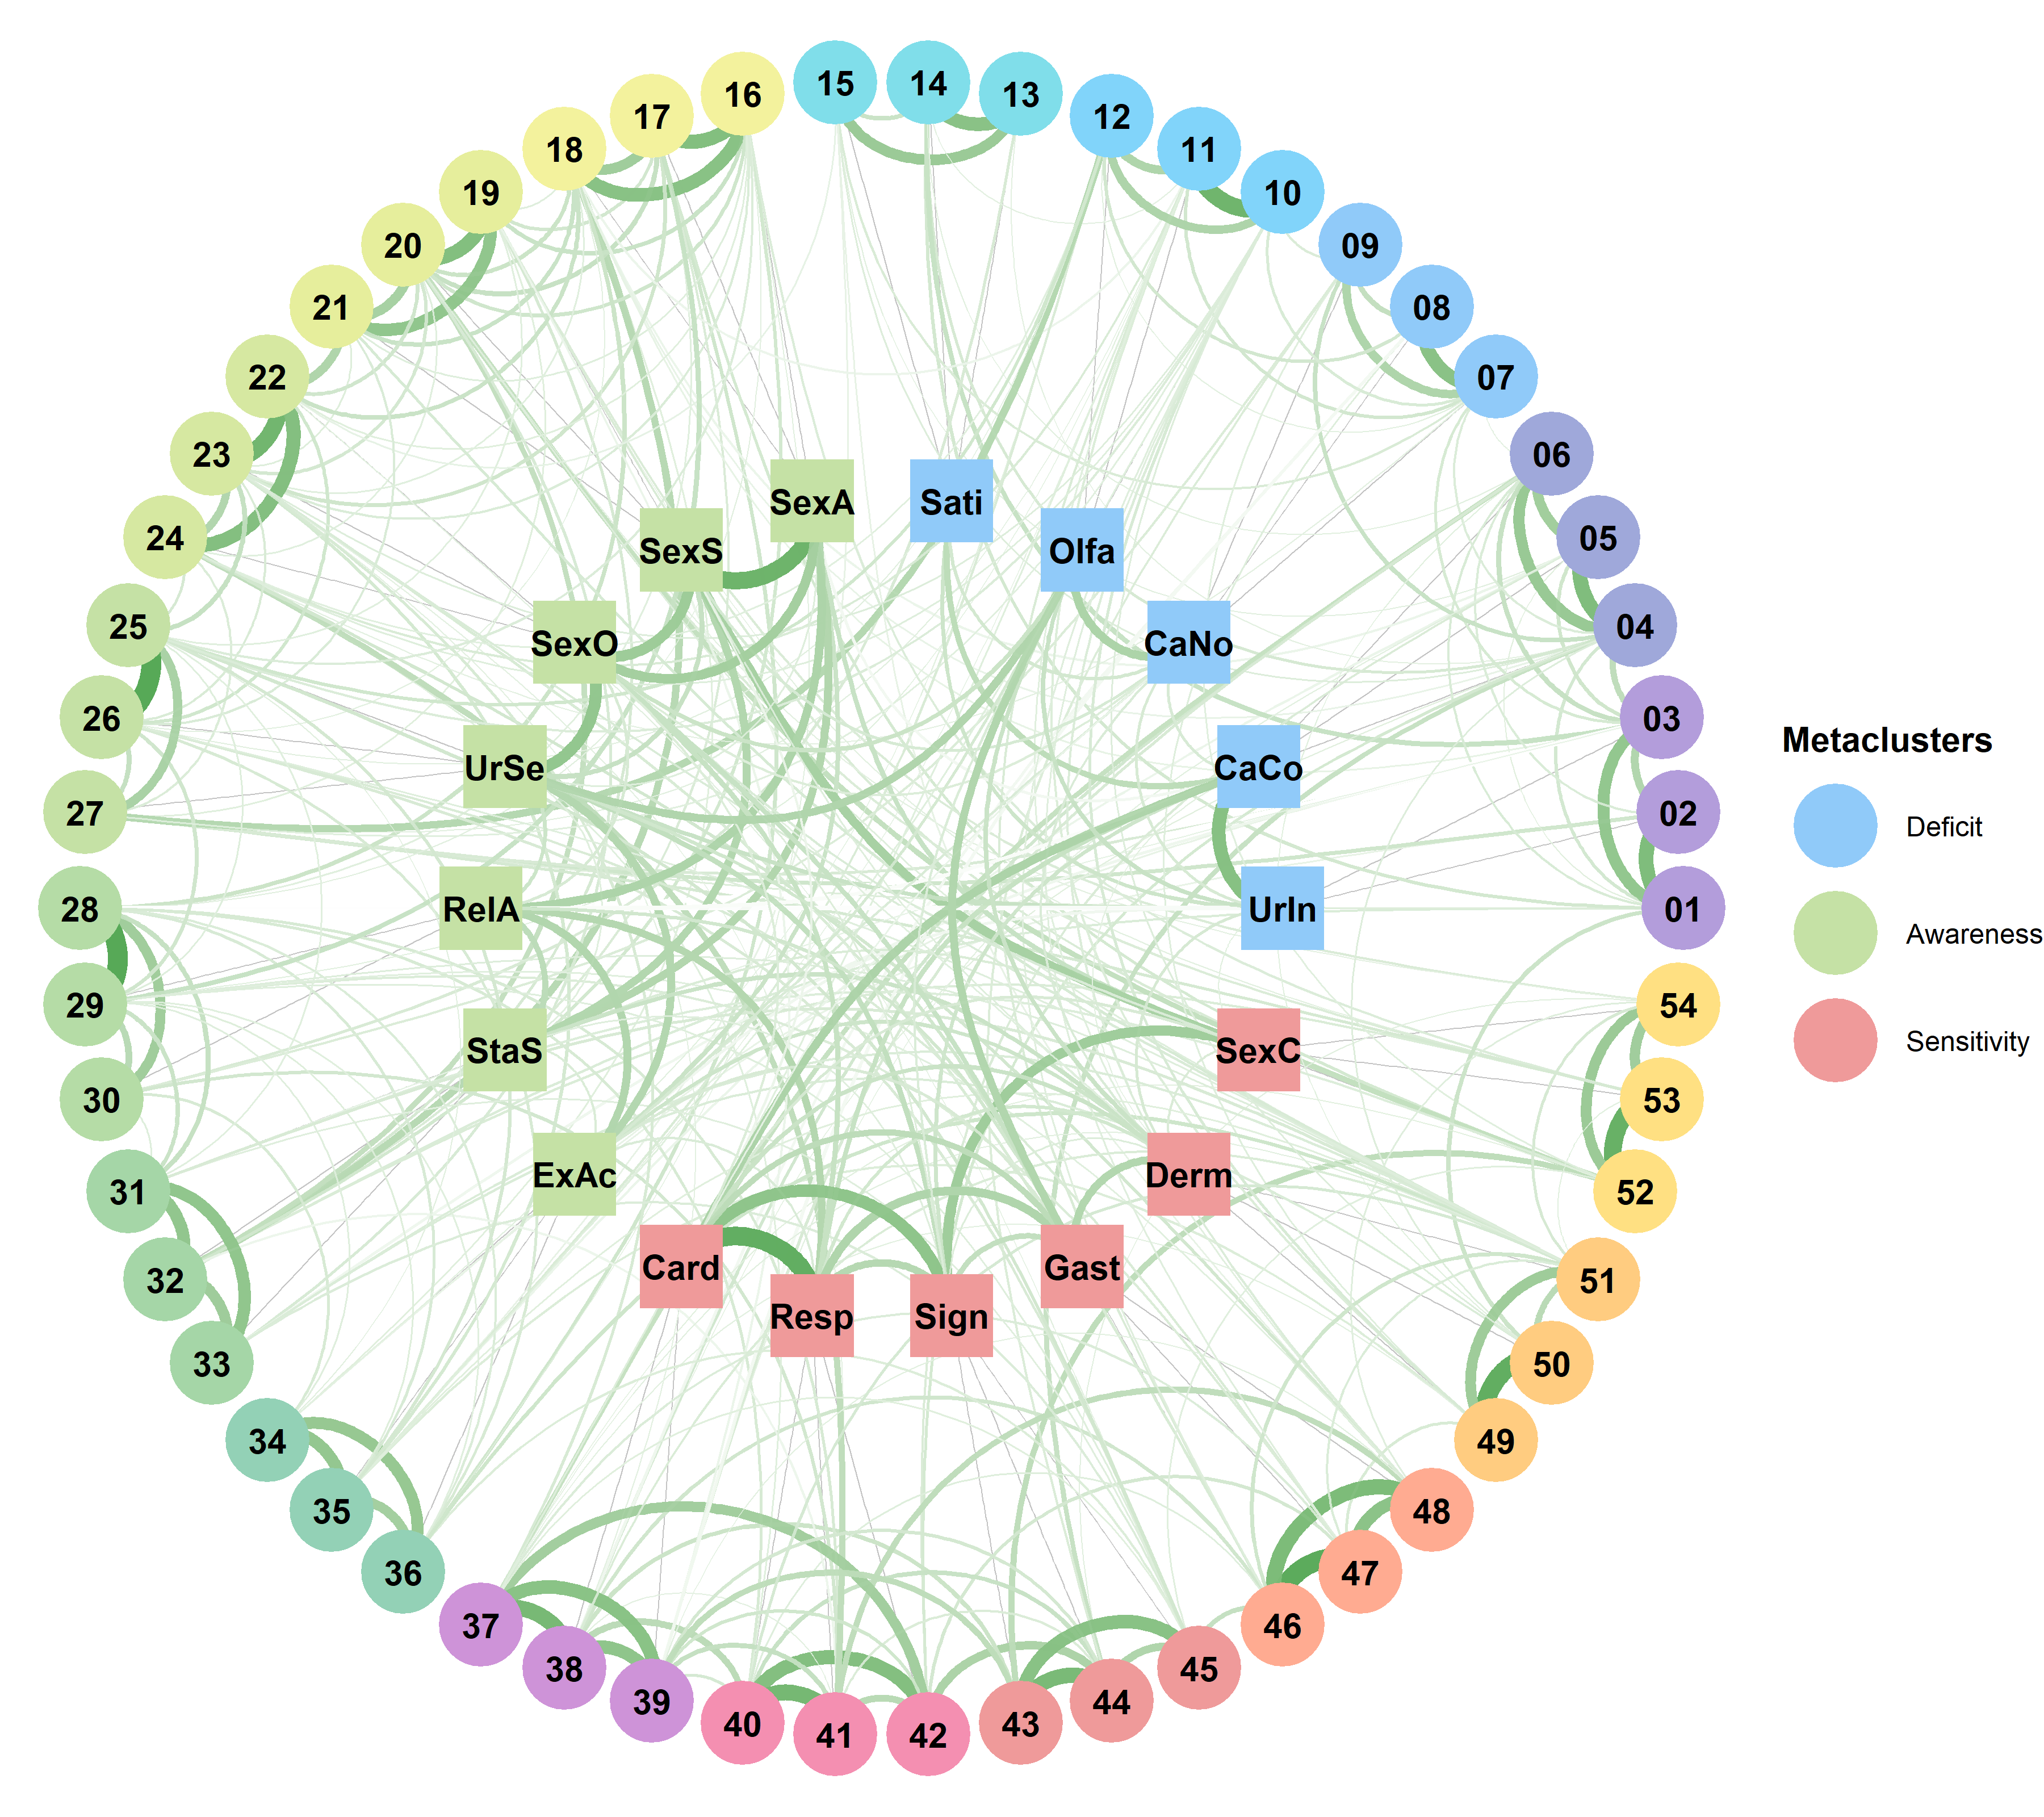 15
14
13
16
12
17
11
18
10
19
09
20
08
21
07
22
06
23
05
24
04
25
03
26
02
27
01
28
54
29
53
30
52
31
51
32
50
33
49
34
48
35
47
36
46
37
45
38
44
39
43
40
41
42
SexA
Sati
SexS
Olfa
SexO
CaNo
UrSe
CaCo
RelA
UrIn
StaS
SexC
ExAc
Derm
Card
Gast
Resp
Sign
Metaclusters
Deficit
Awareness
Sensitivity